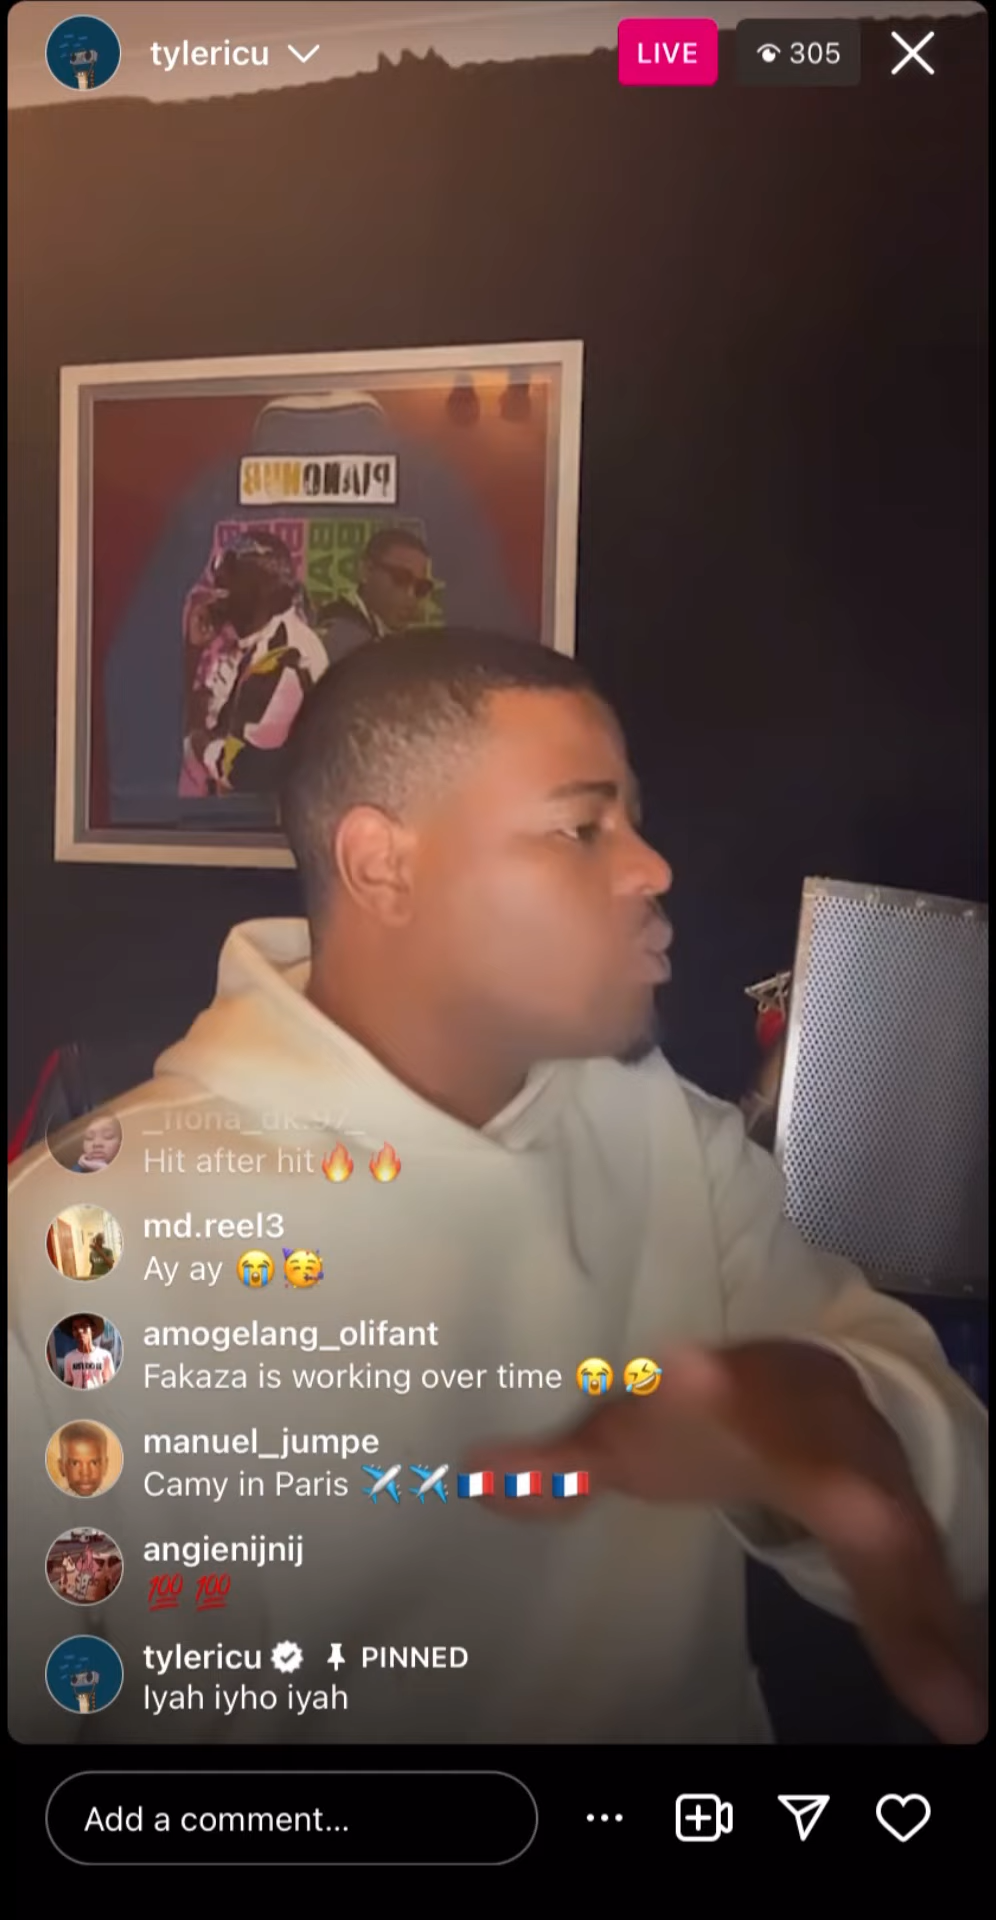 tylericu
LIVE
305
PIANOHUB
Hit after hit🔥 🔥
md.reel3
Ay ay 😭🥳
amogelang_olifant
Fakaza is working over time 😭🤣
manuel_jumpe
Camy in Paris ✈️✈️🇫🇷 🇫🇷 🇫🇷
angienijnij
💯 💯
tylericu 📌 PINNED
Iyah iyho iyah
Add a comment...